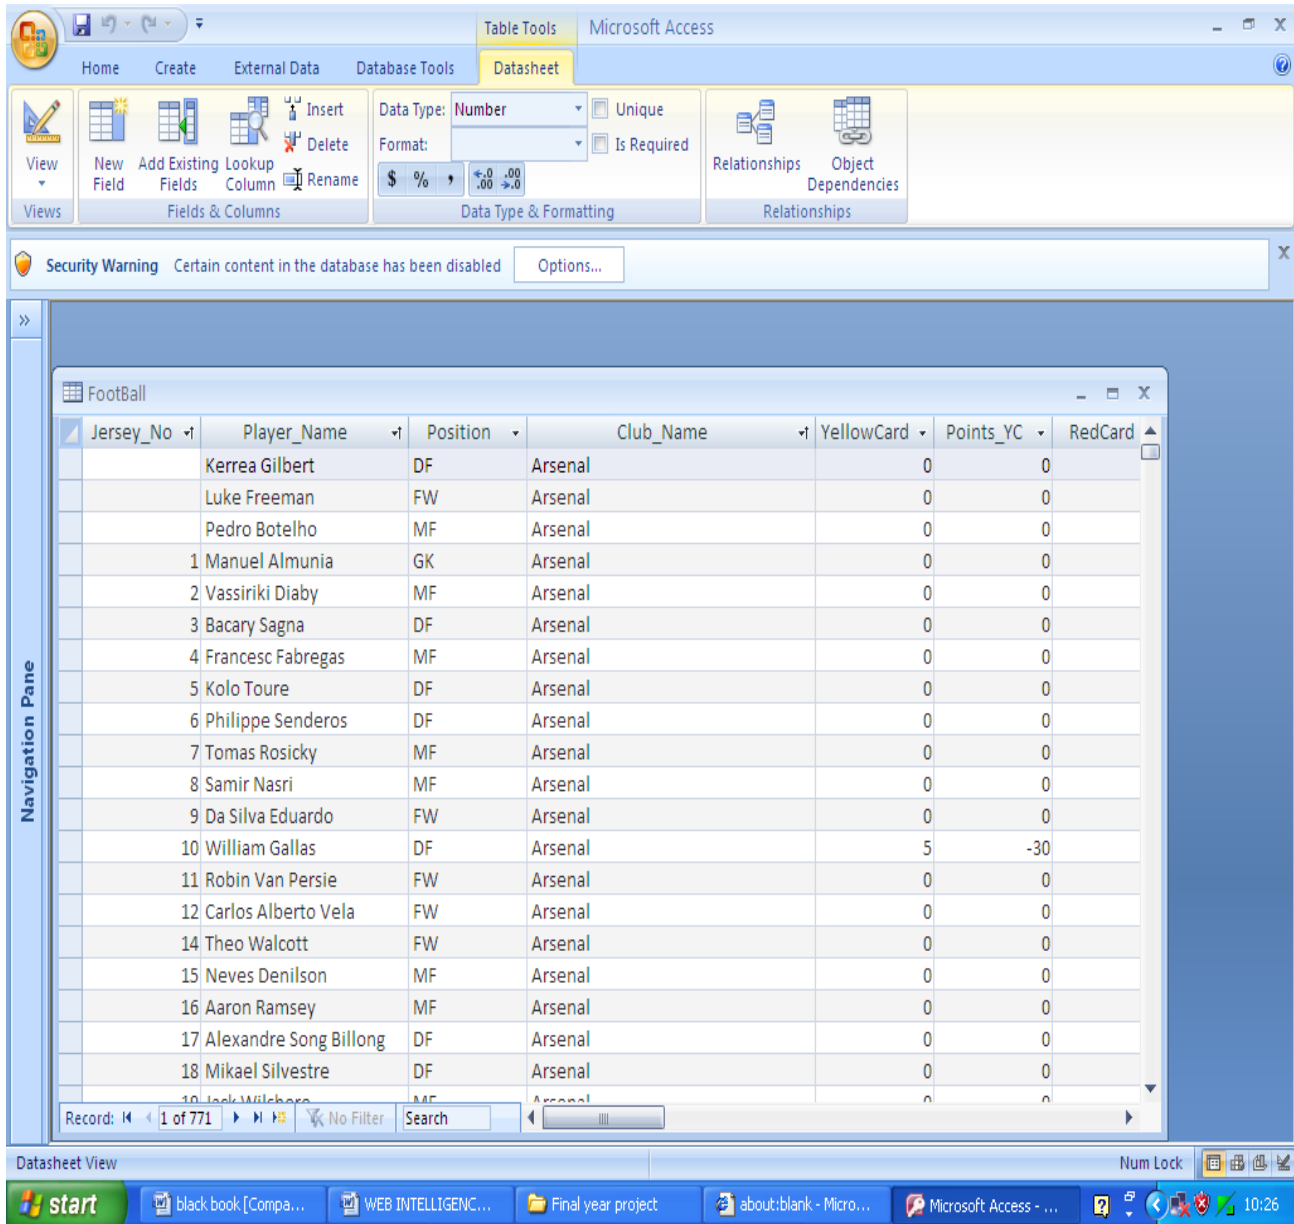 Table Tools Microsoft Access
Home Create External Data Database Tools Datasheet
View
New Field
Add Existing Fields
Lookup Column
Insert
Delete
Rename
Data Type: Number
Format:
$ % , .0 .00 .00 .0
Unique
Is Required
Relationships
Object Dependencies
Views Fields & Columns Data Type & Formatting Relationships
Security Warning Certain content in the database has been disabled Options...
Navigation Pane
FootBall
Jersey_No Player_Name Position Club_Name YellowCard Points_YC RedCard
Kerrea Gilbert DF Arsenal 0 0
Luke Freeman FW Arsenal 0 0
Pedro Botelho MF Arsenal 0 0
1 Manuel Almunia GK Arsenal 0 0
2 Vassiriki Diaby MF Arsenal 0 0
3 Bacary Sagna DF Arsenal 0 0
4 Francesc Fabregas MF Arsenal 0 0
5 Kolo Toure DF Arsenal 0 0
6 Philippe Senderos DF Arsenal 0 0
7 Tomas Rosicky MF Arsenal 0 0
8 Samir Nasri MF Arsenal 0 0
9 Da Silva Eduardo FW Arsenal 0 0
10 William Gallas DF Arsenal 5 -30
11 Robin Van Persie FW Arsenal 0 0
12 Carlos Alberto Vela FW Arsenal 0 0
14 Theo Walcott FW Arsenal 0 0
15 Neves Denilson MF Arsenal 0 0
16 Aaron Ramsey MF Arsenal 0 0
17 Alexandre Song Billong DF Arsenal 0 0
18 Mikael Silvestre DF Arsenal 0 0
19 Jack Wilshere MF Arsenal 0 0
Record: 1 of 771 No Filter Search
Datasheet View Num Lock
start black book [Compa... WEB INTELLIGENC... Final year project about:blank - Micro... Microsoft Access - ... 10:26